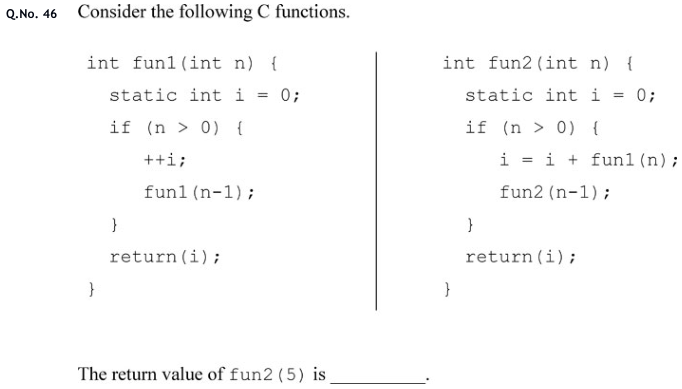 Q.No. 46 Consider the following C functions.
int fun1(int n) {
static int i = 0;
if (n > 0) {
++i;
fun1(n-1);
}
return(i);
}
int fun2(int n) {
static int i = 0;
if (n > 0) {
i = i + fun1(n);
fun2(n-1);
}
return(i);
}
The return value of fun2(5) is __________.